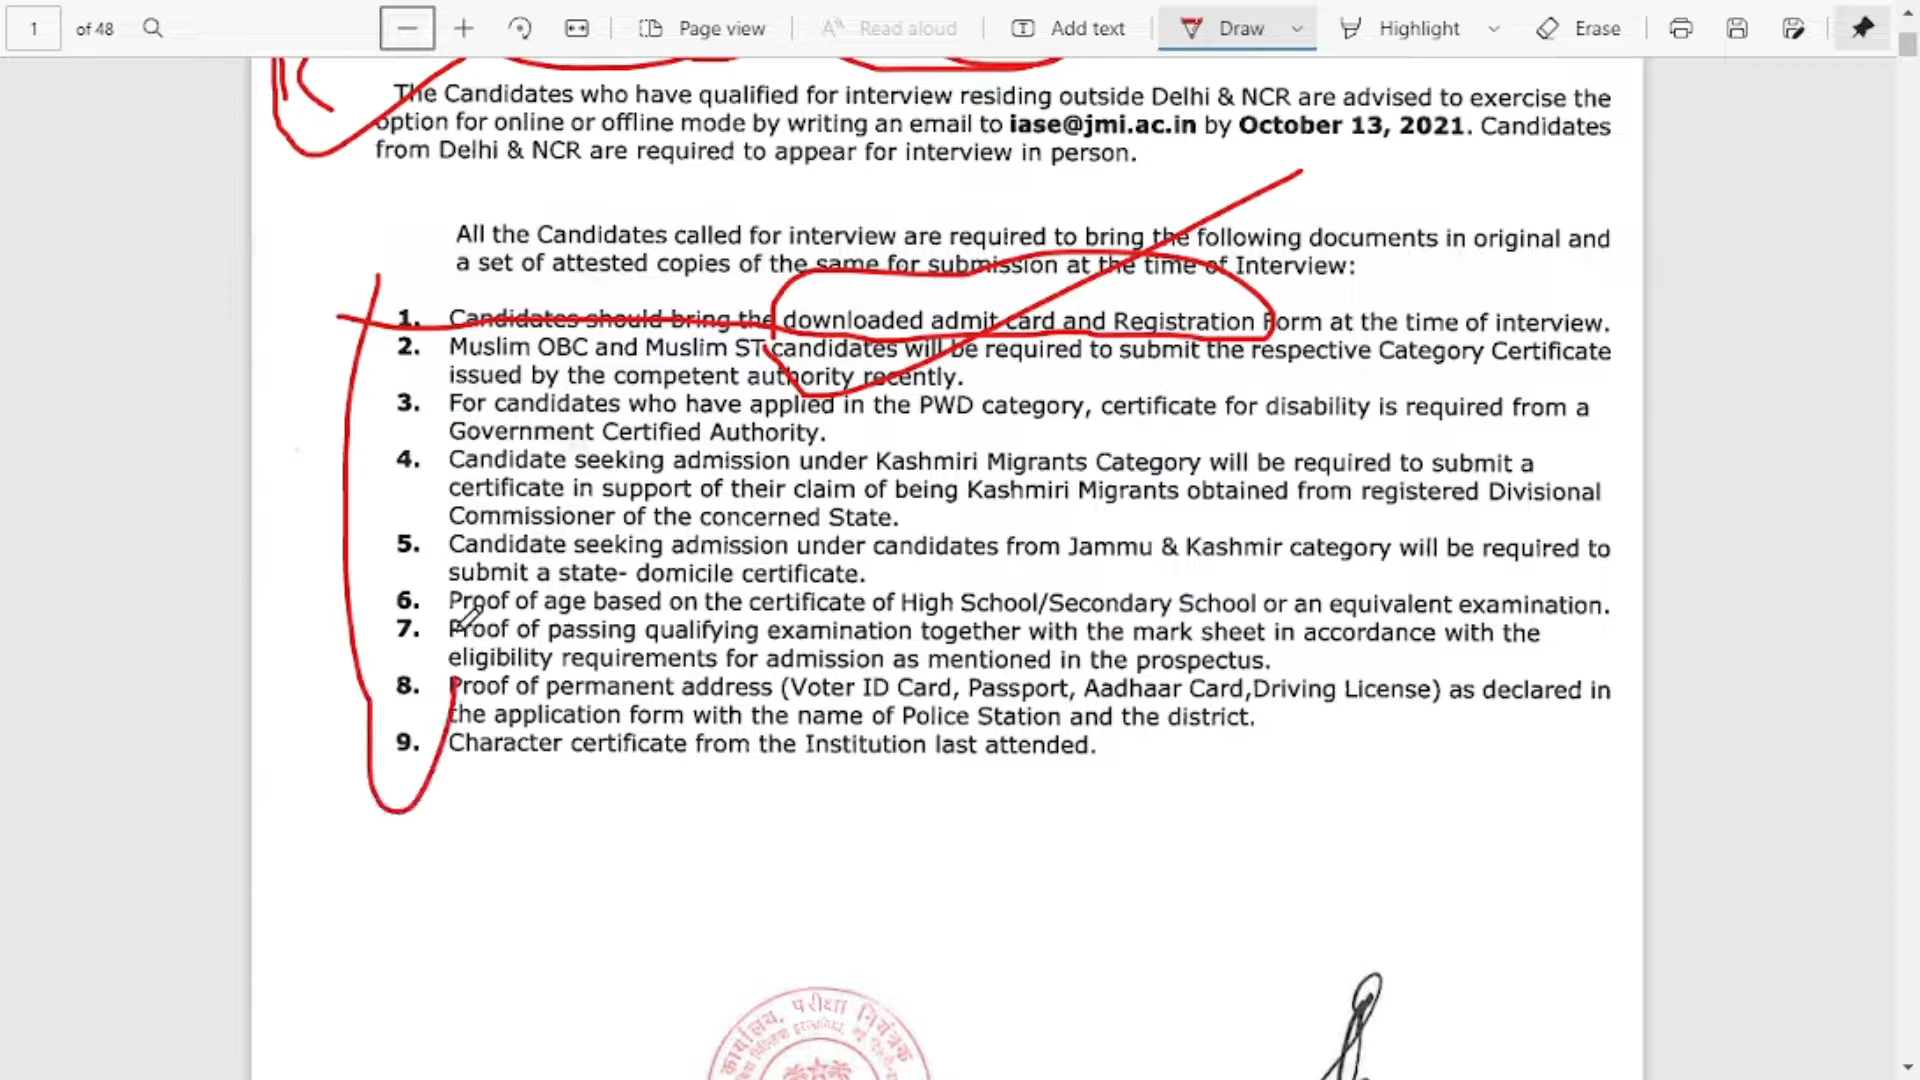 1 of 48 Page view Read aloud Add text Draw Highlight Erase
The Candidates who have qualified for interview residing outside Delhi & NCR are advised to exercise the
option for online or offline mode by writing an email to iase@jmi.ac.in by October 13, 2021. Candidates
from Delhi & NCR are required to appear for interview in person.
All the Candidates called for interview are required to bring the following documents in original and
a set of attested copies of the same for submission at the time of Interview:
1. Candidates should bring the downloaded admit card and Registration Form at the time of interview.
2. Muslim OBC and Muslim ST candidates will be required to submit the respective Category Certificate
issued by the competent authority recently.
3. For candidates who have applied in the PWD category, certificate for disability is required from a
Government Certified Authority.
4. Candidate seeking admission under Kashmiri Migrants Category will be required to submit a
certificate in support of their claim of being Kashmiri Migrants obtained from registered Divisional
Commissioner of the concerned State.
5. Candidate seeking admission under candidates from Jammu & Kashmir category will be required to
submit a state- domicile certificate.
6. Proof of age based on the certificate of High School/Secondary School or an equivalent examination.
7. Proof of passing qualifying examination together with the mark sheet in accordance with the
eligibility requirements for admission as mentioned in the prospectus.
8. Proof of permanent address (Voter ID Card, Passport, Aadhaar Card,Driving License) as declared in
the application form with the name of Police Station and the district.
9. Character certificate from the Institution last attended.
कार्यालय, परीक्षा नियंत्रक